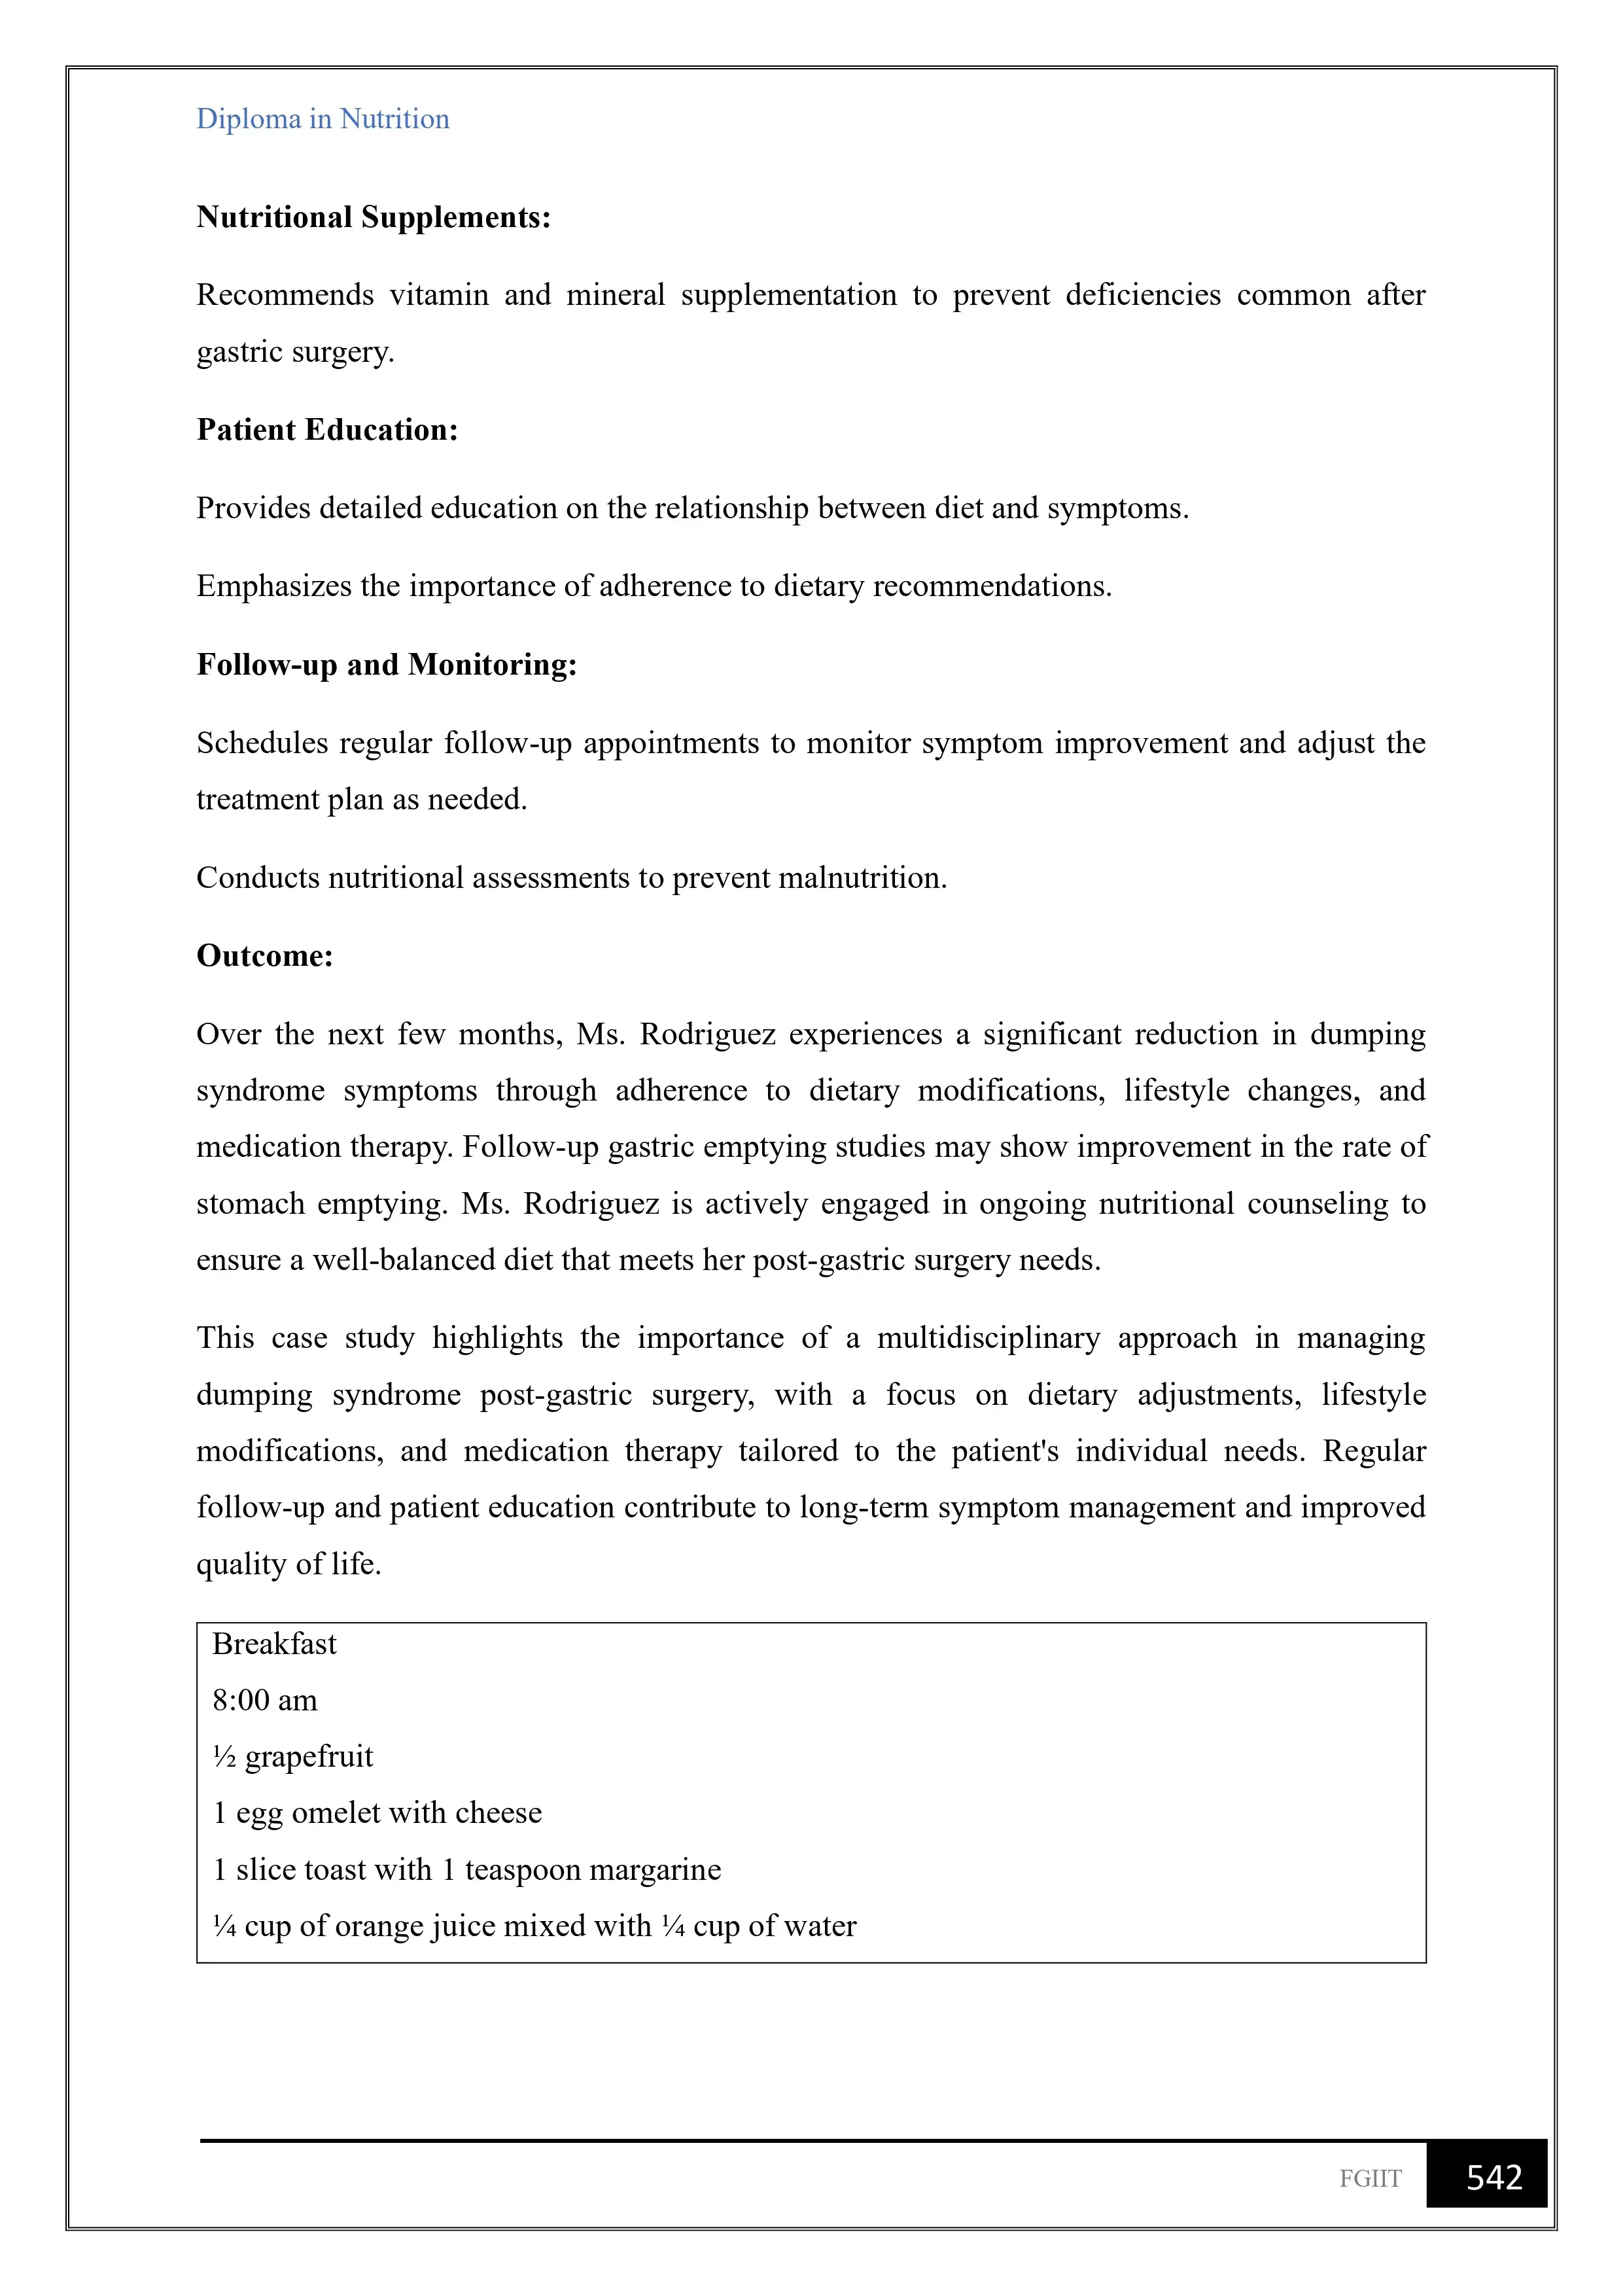 Diploma in Nutrition
Nutritional Supplements:
Recommends vitamin and mineral supplementation to prevent deficiencies common after
gastric surgery.
Patient Education:
Provides detailed education on the relationship between diet and symptoms.
Emphasizes the importance of adherence to dietary recommendations.
Follow-up and Monitoring:
Schedules regular follow-up appointments to monitor symptom improvement and adjust the
treatment plan as needed.
Conducts nutritional assessments to prevent malnutrition.
Outcome:
Over the next few months, Ms. Rodriguez experiences a significant reduction in dumping
syndrome symptoms through adherence to dietary modifications, lifestyle changes, and
medication therapy. Follow-up gastric emptying studies may show improvement in the rate of
stomach emptying. Ms. Rodriguez is actively engaged in ongoing nutritional counseling to
ensure a well-balanced diet that meets her post-gastric surgery needs.
This case study highlights the importance of a multidisciplinary approach in managing
dumping syndrome post-gastric surgery, with a focus on dietary adjustments, lifestyle
modifications, and medication therapy tailored to the patient's individual needs. Regular
follow-up and patient education contribute to long-term symptom management and improved
quality of life.
Breakfast
8:00 am
½ grapefruit
1 egg omelet with cheese
1 slice toast with 1 teaspoon margarine
¼ cup of orange juice mixed with ¼ cup of water
FGIIT 542